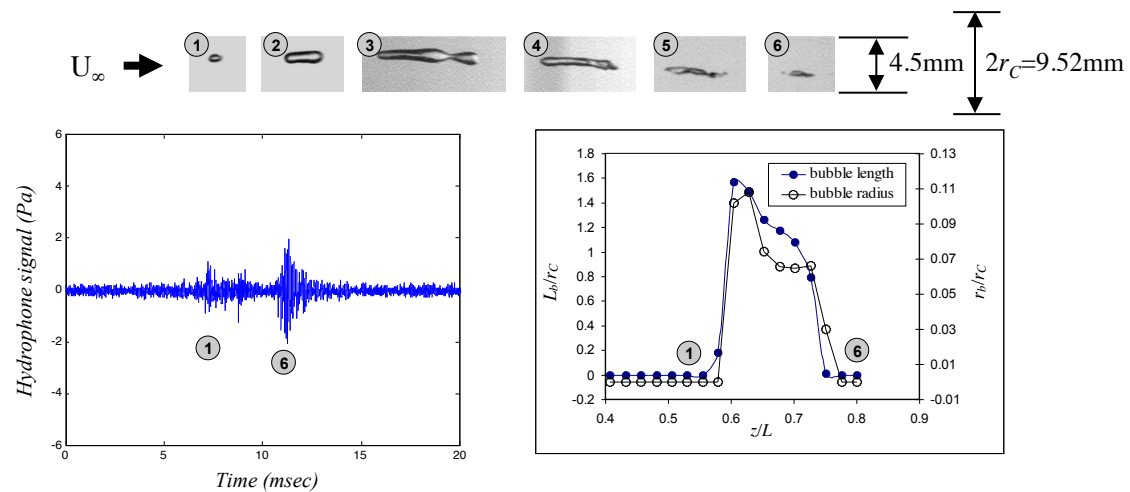 1 2 3 4 5 6
U∞ 4.5mm 2rC=9.52mm
Hydrophone signal (Pa)
6
4
2
0
-2
-4
-6
1
6
0 5 10 15 20
Time (msec)
Lb/rC
1.8
1.6
1.4
1.2
1
0.8
0.6
0.4
0.2
0
-0.2
bubble length
bubble radius
1
6
0.13
0.11
0.09
0.07
0.05
0.03
0.01
-0.01
rb/rC
0.4 0.5 0.6 0.7 0.8 0.9
z/L